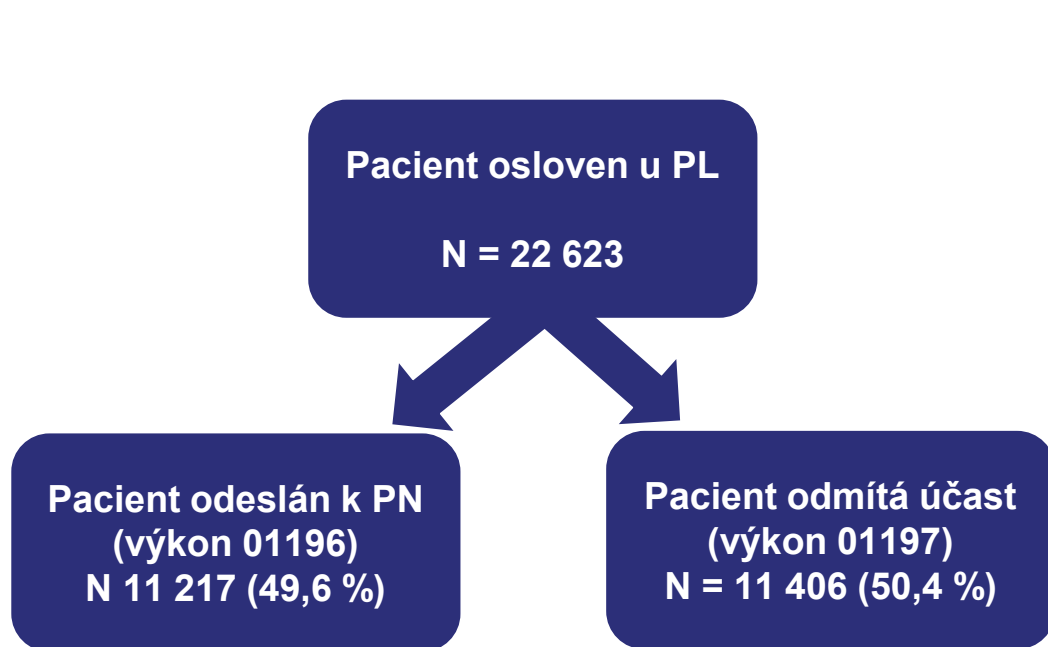 Pacient osloven u PL
N = 22 623
Pacient odeslán k PN
(výkon 01196)
N 11 217 (49,6 %)
Pacient odmítá účast
(výkon 01197)
N = 11 406 (50,4 %)